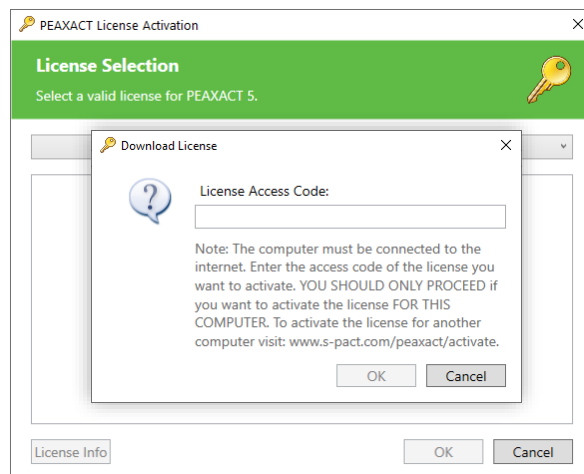 PEAXACT License Activation
License Selection
Select a valid license for PEAXACT 5.
Download License
License Access Code:
Note: The computer must be connected to the
internet. Enter the access code of the license you
want to activate. YOU SHOULD ONLY PROCEED if
you want to activate the license FOR THIS
COMPUTER. To activate the license for another
computer visit: www.s-pact.com/peaxact/activate.
OK
Cancel
License Info
OK
Cancel